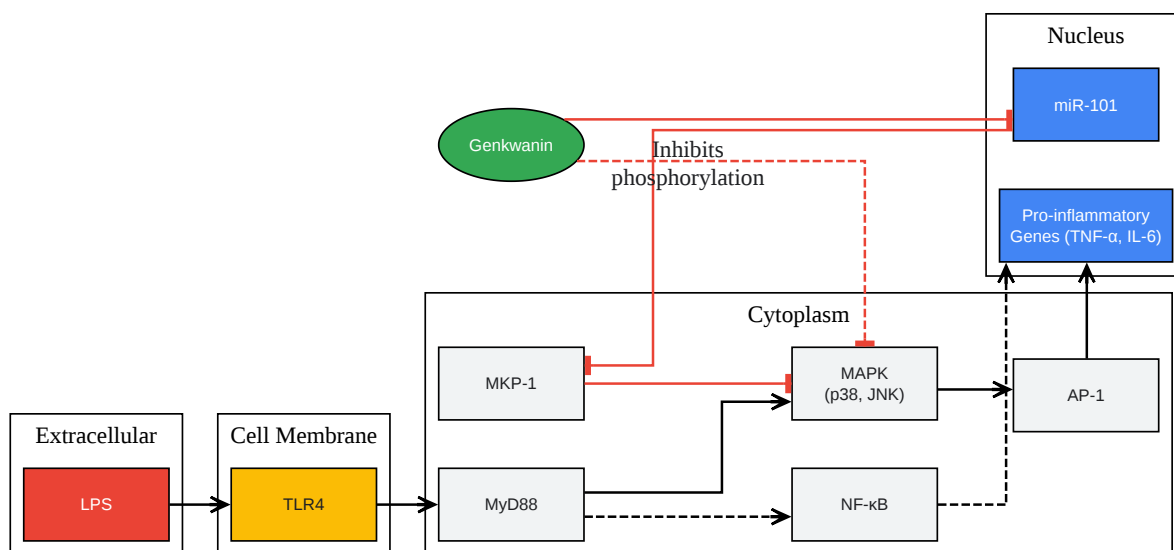 Nucleus
miR-101
Genkwanin
Inhibits
phosphorylation
Pro-inflammatory
Genes (TNF-α, IL-6)
Cytoplasm
MKP-1
MAPK
(p38, JNK)
AP-1
Extracellular
Cell Membrane
LPS
TLR4
MyD88
NF-κB